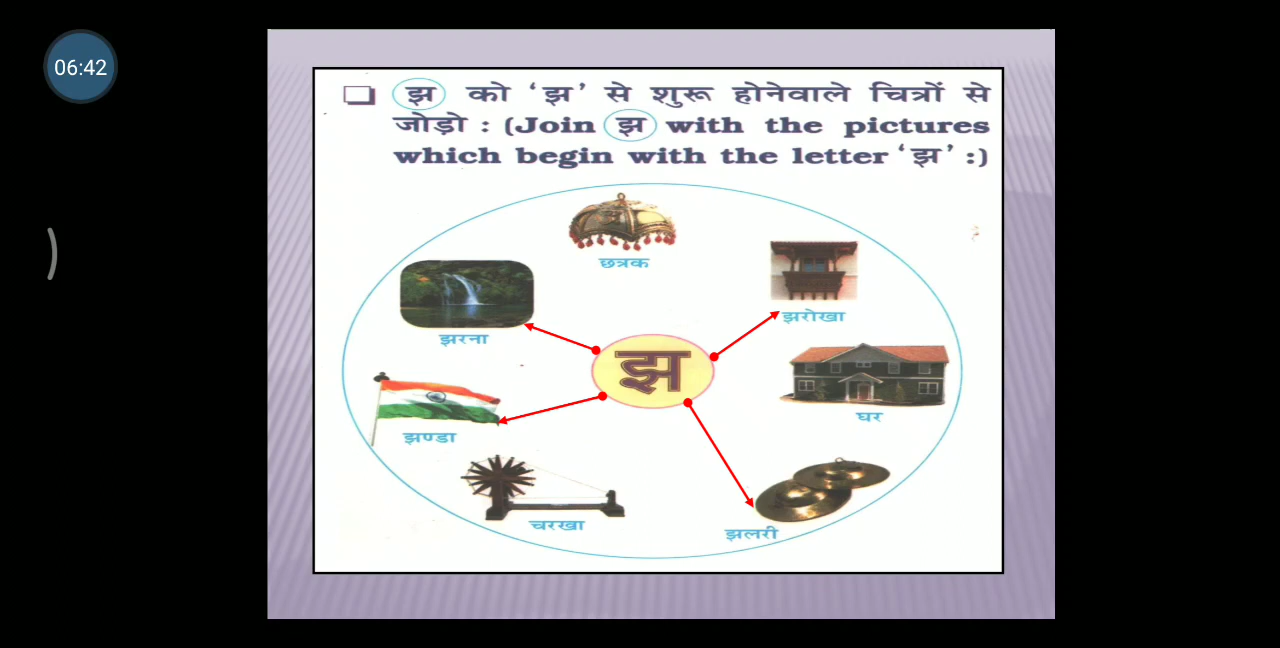 06:42
झ को ‘झ’ से शुरू होनेवाले चित्रों से
जोड़ो : (Join झ with the pictures
which begin with the letter ‘झ’ :)
छत्रक
झरोखा
झरना
झ
घर
झण्डा
चरखा
झलरी